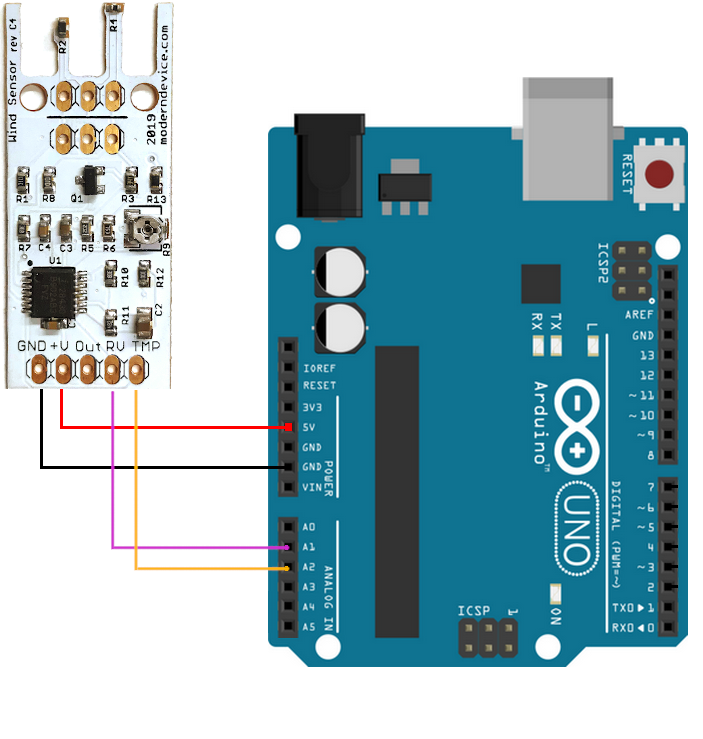 Wind Sensor rev C4
R2
R4
2019
moderndevice.com
R1
R8
Q1
R3
R13
R7
C4
C3
R5
R6
R9
U1
R10
R12
R11
C2
GND +V Out RV TMP
RESET
ICSP2
AREF
GND
13
12
~11
~10
~9
8
7
~6
~5
4
~3
2
TX0▶1
RX0◀0
DIGITAL (PWM=~)
RX
TX
L
Arduino™
UNO
ON
ICSP
1
IOREF
RESET
3V3
5V
GND
GND
VIN
POWER
A0
A1
A2
A3
A4
A5
ANALOG IN